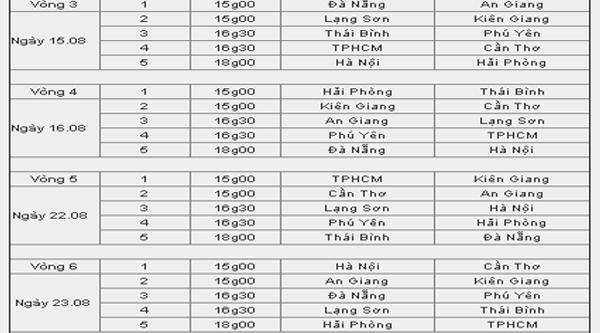 Vòng 3 1 15g00 Đà Nẵng An Giang
2 15g00 Lạng Sơn Kiên Giang
Ngày 15.08 3 16g30 Thái Bình Phú Yên
4 16g30 TPHCM Cần Thơ
5 18g00 Hà Nội Hải Phòng
Vòng 4 1 15g00 Hải Phòng Thái Bình
2 15g00 Kiên Giang Cần Thơ
Ngày 16.08 3 16g30 An Giang Lạng Sơn
4 16g30 Phú Yên TPHCM
5 18g00 Đà Nẵng Hà Nội
Vòng 5 1 15g00 TPHCM Kiên Giang
2 15g00 Cần Thơ An Giang
Ngày 22.08 3 16g30 Lạng Sơn Hà Nội
4 16g30 Phú Yên Hải Phòng
5 18g00 Thái Bình Đà Nẵng
Vòng 6 1 15g00 Hà Nội Cần Thơ
2 15g00 An Giang Kiên Giang
Ngày 23.08 3 16g30 Đà Nẵng Phú Yên
4 16g30 Lạng Sơn Thái Bình
5 18g00 Hải Phòng TPHCM